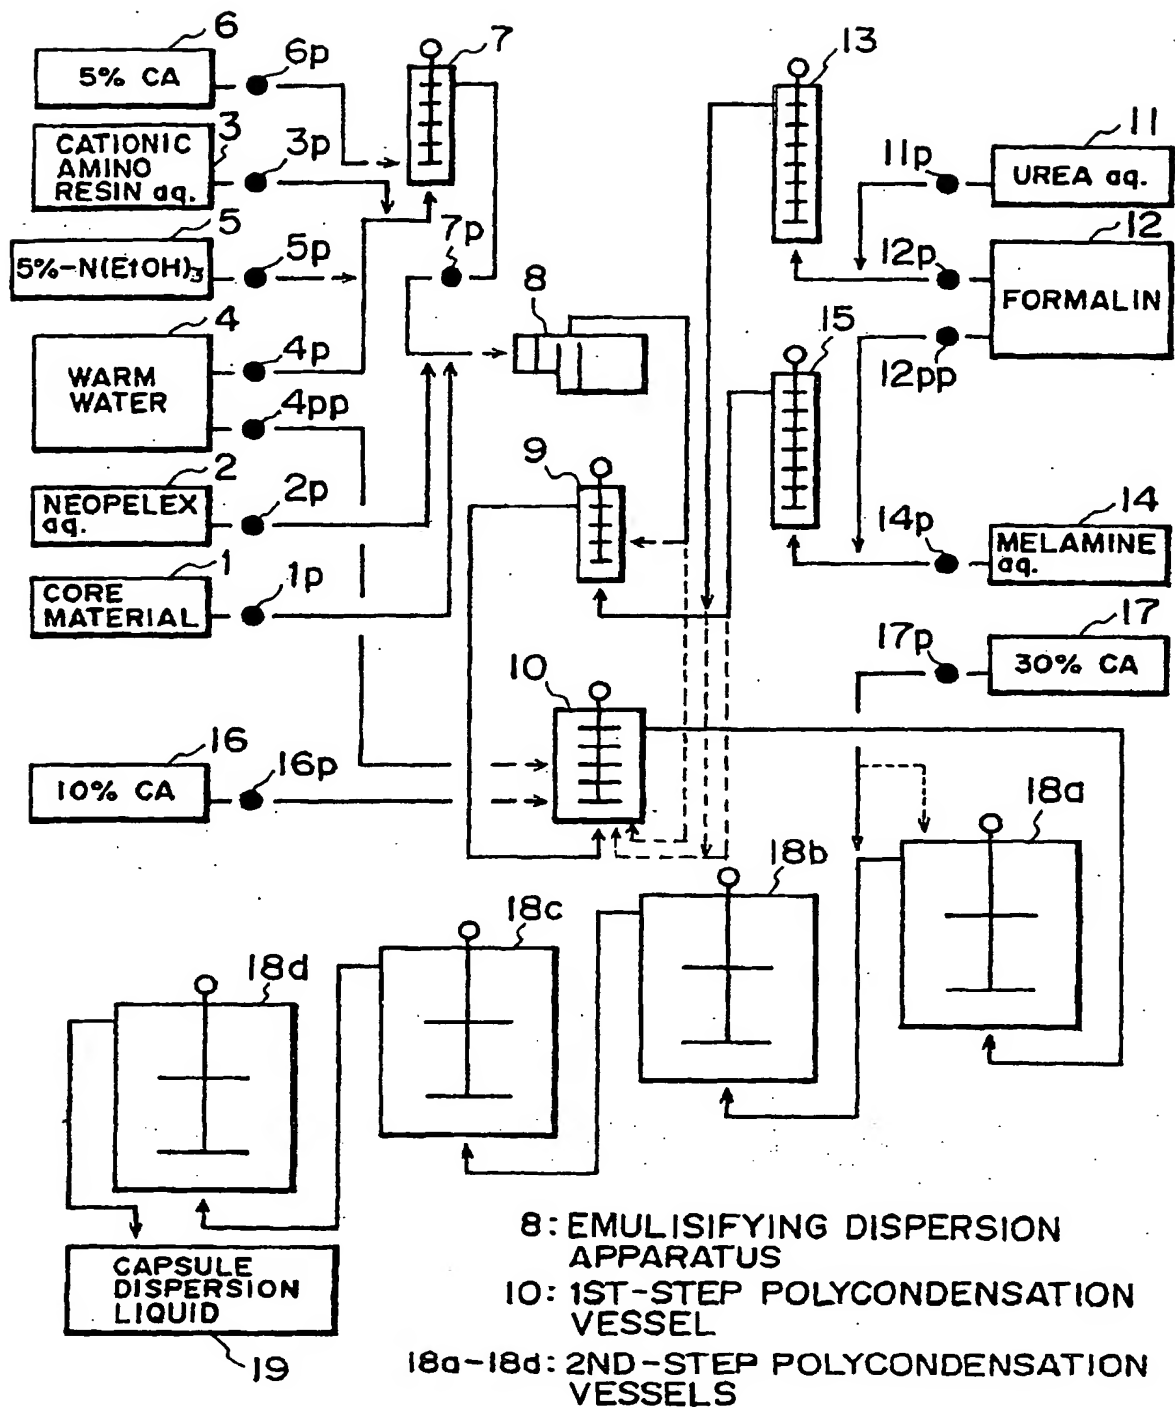 6
5% CA
6p
7
13
3
CATIONIC
AMINO
RESIN aq.
3p
11
11p
UREA aq.
5
5%-N(EtOH)3
5p
7p
12
12p
FORMALIN
12pp
4
WARM
WATER
4p
4pp
8
15
2
NEOPELEX
aq.
2p
9
14
14p
MELAMINE
aq.
1
CORE
MATERIAL
1p
17
17p
30% CA
10
16
10% CA
16p
18a
18b
18c
18d
CAPSULE
DISPERSION
LIQUID
19
8: EMULISIFYING DISPERSION
APPARATUS
10: 1ST-STEP POLYCONDENSATION
VESSEL
18a-18d: 2ND-STEP POLYCONDENSATION
VESSELS